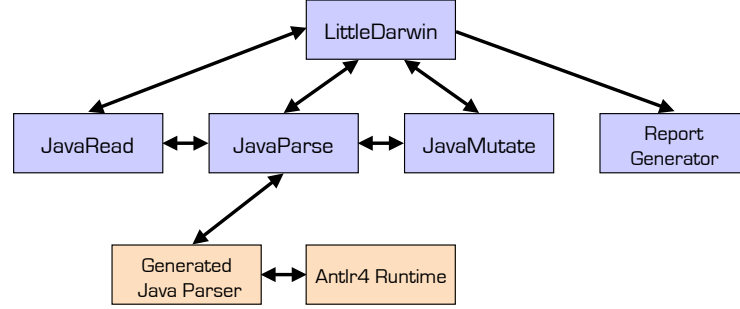 LittleDarwin
JavaRead
JavaParse
JavaMutate
Report
Generator
Generated
Java Parser
Antlr4 Runtime